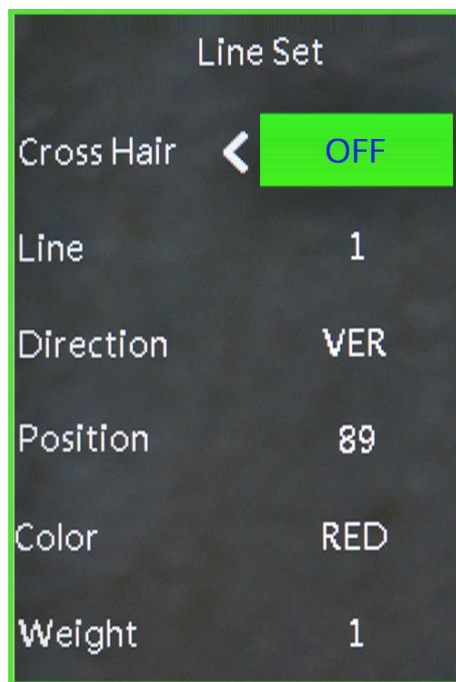 Line Set
Cross Hair < OFF
Line 1
Direction VER
Position 89
Color RED
Weight 1